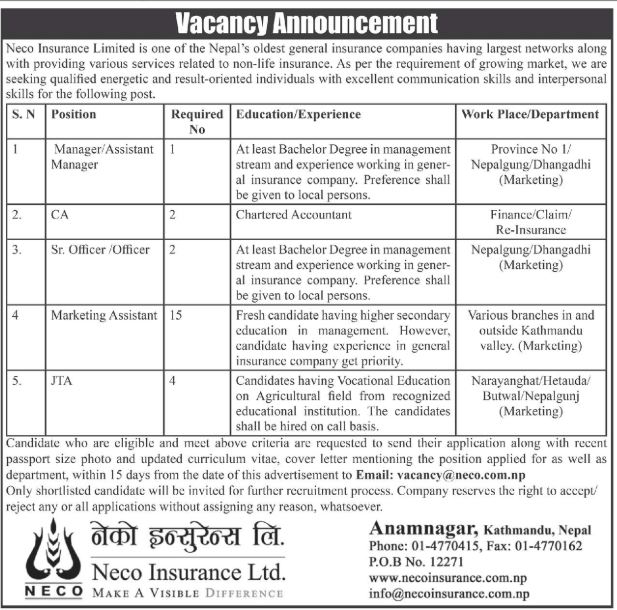 Vacancy Announcement
Neco Insurance Limited is one of the Nepal's oldest general insurance companies having largest networks along
with providing various services related to non-life insurance. As per the requirement of growing market, we are
seeking qualified energetic and result-oriented individuals with excellent communication skills and interpersonal
skills for the following post.
S. N Position Required Education/Experience Work Place/Department
No
1 Manager/Assistant 1 At least Bachelor Degree in management Province No 1/
Manager stream and experience working in gener- Nepalgung/Dhangadhi
al insurance company. Preference shall (Marketing)
be given to local persons.
2. CA 2 Chartered Accountant Finance/Claim/
Re-Insurance
3. Sr. Officer /Officer 2 At least Bachelor Degree in management Nepalgung/Dhangadhi
stream and experience working in gener- (Marketing)
al insurance company. Preference shall
be given to local persons.
4 Marketing Assistant 15 Fresh candidate having higher secondary Various branches in and
education in management. However, outside Kathmandu
candidate having experience in general valley. (Marketing)
insurance company get priority.
5. JTA 4 Candidates having Vocational Education Narayanghat/Hetauda/
on Agricultural field from recognized Butwal/Nepalgunj
educational institution. The candidates (Marketing)
shall be hired on call basis.
Candidate who are eligible and meet above criteria are requested to send their application along with recent
passport size photo and updated curriculum vitae, cover letter mentioning the position applied for as well as
department, within 15 days from the date of this advertisement to Email: vacancy@neco.com.np
Only shortlisted candidate will be invited for further recruitment process. Company reserves the right to accept/
reject any or all applications without assigning any reason, whatsoever.
NECO
नेको इन्सुरेन्स लि.
Neco Insurance Ltd.
MAKE A VISIBLE DIFFERENCE
Anamnagar, Kathmandu, Nepal
Phone: 01-4770415, Fax: 01-4770162
P.O.B No. 12271
www.necoinsurance.com.np
info@necoinsurance.com.np